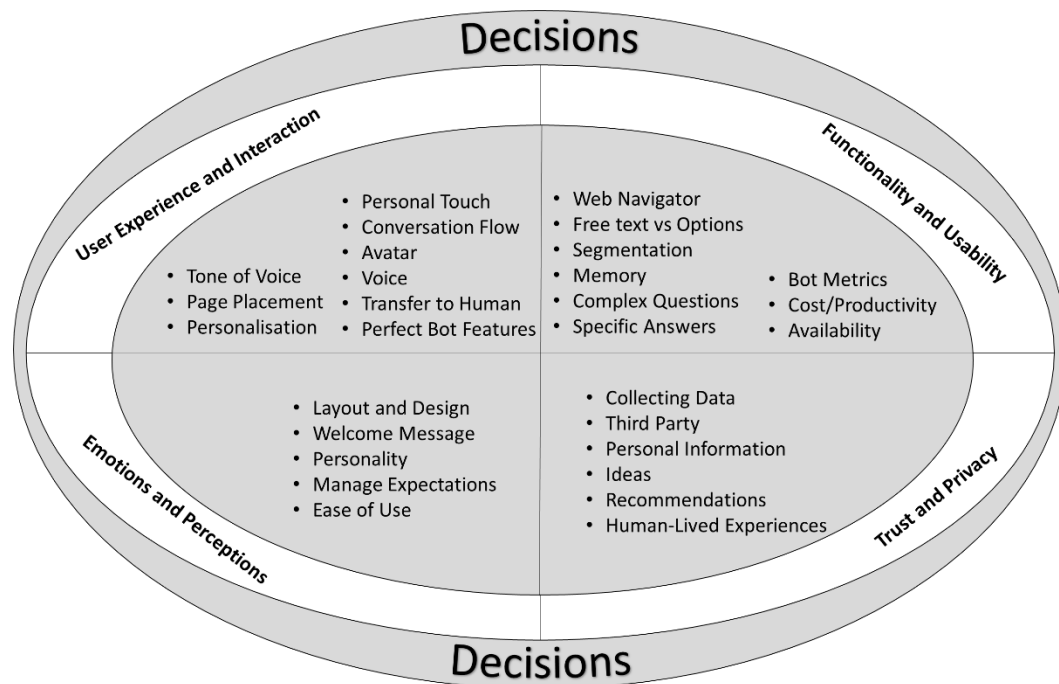 Decisions
User Experience and Interaction
Functionality and Usability
• Tone of Voice
• Page Placement
• Personalisation
• Personal Touch
• Conversation Flow
• Avatar
• Voice
• Transfer to Human
• Perfect Bot Features
• Web Navigator
• Free text vs Options
• Segmentation
• Memory
• Complex Questions
• Specific Answers
• Bot Metrics
• Cost/Productivity
• Availability
Emotions and Perceptions
• Layout and Design
• Welcome Message
• Personality
• Manage Expectations
• Ease of Use
• Collecting Data
• Third Party
• Personal Information
• Ideas
• Recommendations
• Human-Lived Experiences
Trust and Privacy
Decisions